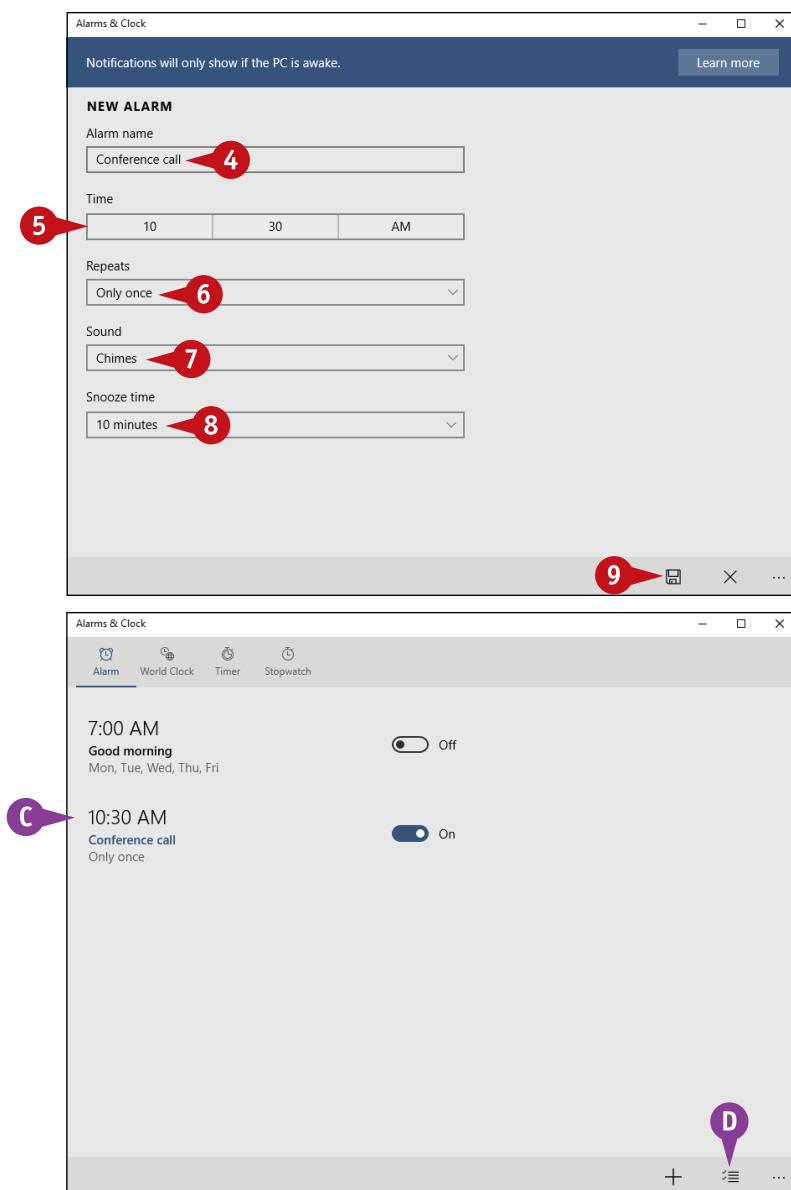 Alarms & Clock
Notifications will only show if the PC is awake.
Learn more
NEW ALARM
Alarm name
Conference call
4
Time
5
10 30 AM
Repeats
Only once
6
Sound
Chimes
7
Snooze time
10 minutes
8
9
Alarms & Clock
Alarm World Clock Timer Stopwatch
7:00 AM
Good morning
Mon, Tue, Wed, Thu, Fri
Off
C
10:30 AM
Conference call
Only once
On
D